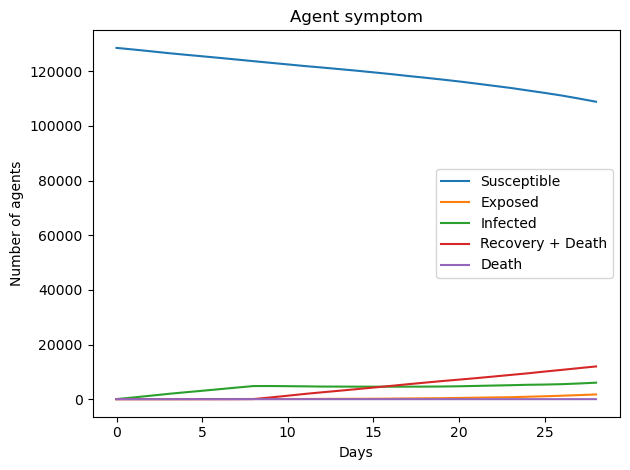 Agent symptom
Number of agents
120000
100000
80000
60000
40000
20000
0
Susceptible
Exposed
Infected
Recovery + Death
Death
0 5 10 15 20 25
Days